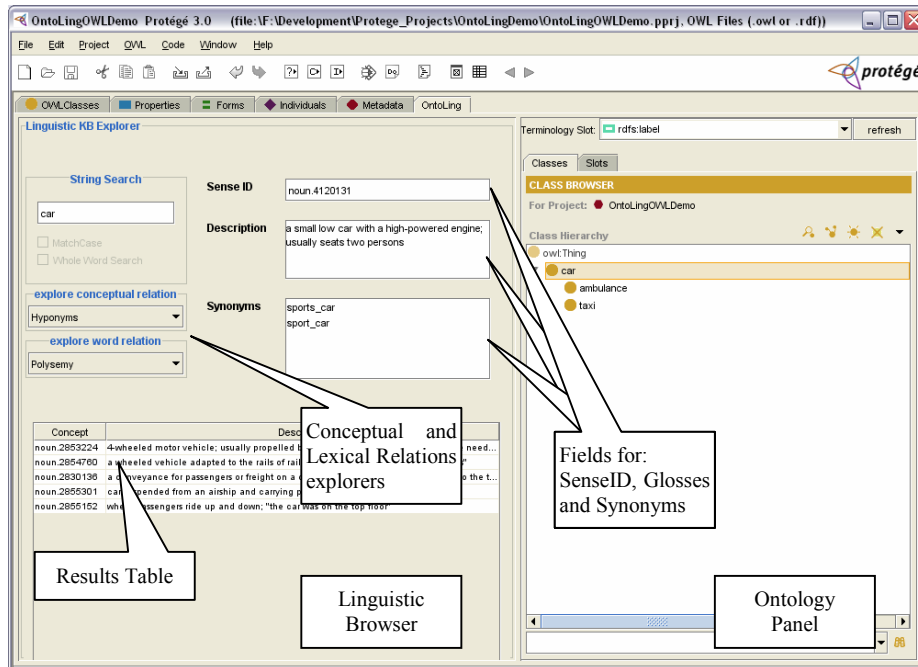 OntoLingOWLDemo Protégé 3.0 (file:\F:\Development\Protege_Projects\OntoLingDemo\OntoLingOWLDemo.pprj, OWL Files (.owl or .rdf))
File Edit Project OWL Code Window Help
protégé
OWLClasses Properties Forms Individuals Metadata OntoLing
Linguistic KB Explorer
String Search
car
MatchCase
Whole Word Search
explore conceptual relation
Hyponyms
explore word relation
Polysemy
Sense ID
noun.4120131
Description
a small low car with a high-powered engine;
usually seats two persons
Synonyms
sports_car
sport_car
Concept Desc
noun.2853224 4-wheeled motor vehicle; usually propelled b need...
noun.2854760 a wheeled vehicle adapted to the rails of rail
noun.2830136 a conveyance for passengers or freight on a c to the t...
noun.2855301 car suspended from an airship and carrying p
noun.2855152 where passengers ride up and down; "the car was on the top floor"
Conceptual and
Lexical Relations
explorers
Results Table
Linguistic
Browser
Terminology Slot: rdfs:label refresh
Classes Slots
CLASS BROWSER
For Project: OntoLingOWLDemo
Class Hierarchy
owl:Thing
car
ambulance
taxi
Fields for:
SenseID, Glosses
and Synonyms
Ontology
Panel